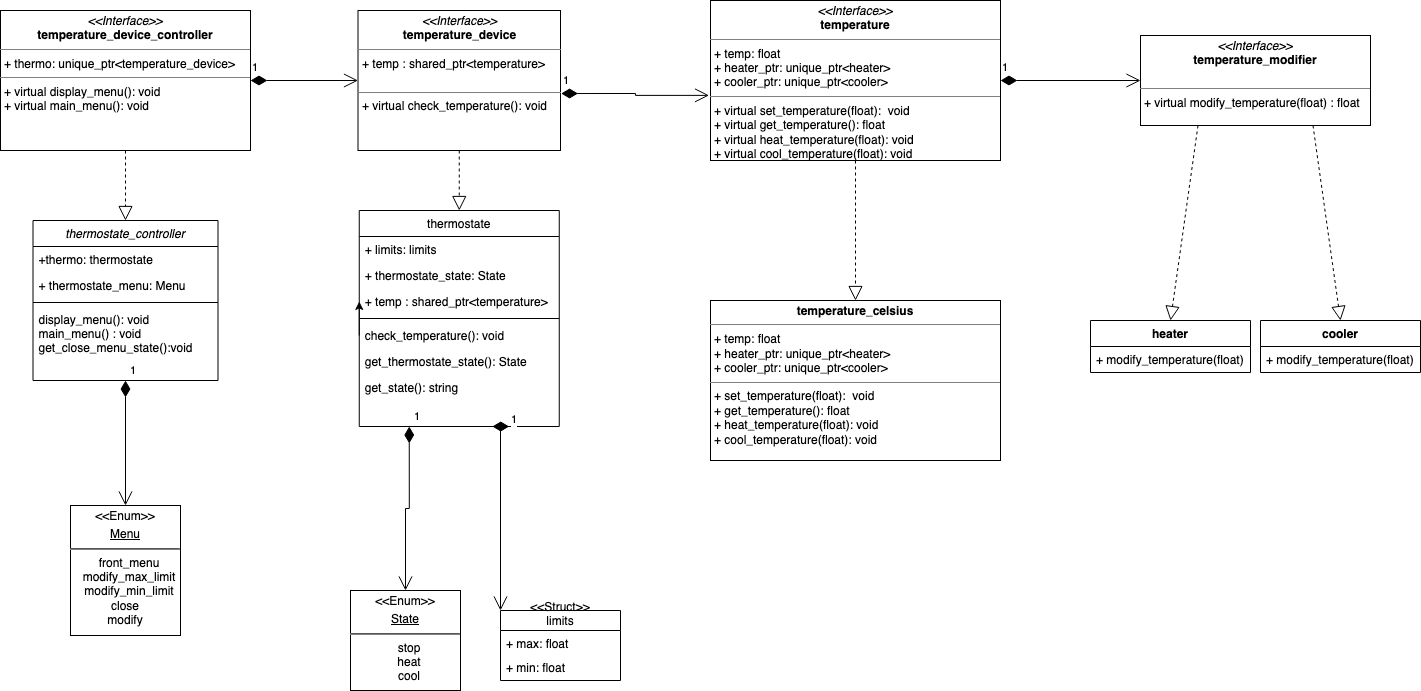 <<Interface>>
temperature_device_controller
+ thermo: unique_ptr<temperature_device>
+ virtual display_menu(): void
+ virtual main_menu(): void
1
<<Interface>>
temperature_device
+ temp : shared_ptr<temperature>
+ virtual check_temperature(): void
1
<<Interface>>
temperature
+ temp: float
+ heater_ptr: unique_ptr<heater>
+ cooler_ptr: unique_ptr<cooler>
+ virtual set_temperature(float):  void
+ virtual get_temperature(): float
+ virtual heat_temperature(float): void
+ virtual cool_temperature(float): void
1
<<Interface>>
temperature_modifier
+ virtual modify_temperature(float) : float
thermostate_controller
+thermo: thermostate
+ thermostate_menu: Menu
display_menu(): void
main_menu() : void
get_close_menu_state():void
1
thermostate
+ limits: limits
+ thermostate_state: State
+ temp : shared_ptr<temperature>
check_temperature(): void
get_thermostate_state(): State
get_state(): string
1
1
temperature_celsius
+ temp: float
+ heater_ptr: unique_ptr<heater>
+ cooler_ptr: unique_ptr<cooler>
+ set_temperature(float):  void
+ get_temperature(): float
+ heat_temperature(float): void
+ cool_temperature(float): void
heater
+ modify_temperature(float)
cooler
+ modify_temperature(float)
<<Enum>>
Menu
front_menu
modify_max_limit
modify_min_limit
close
modify
<<Enum>>
State
stop
heat
cool
<<Struct>>
limits
+ max: float
+ min: float